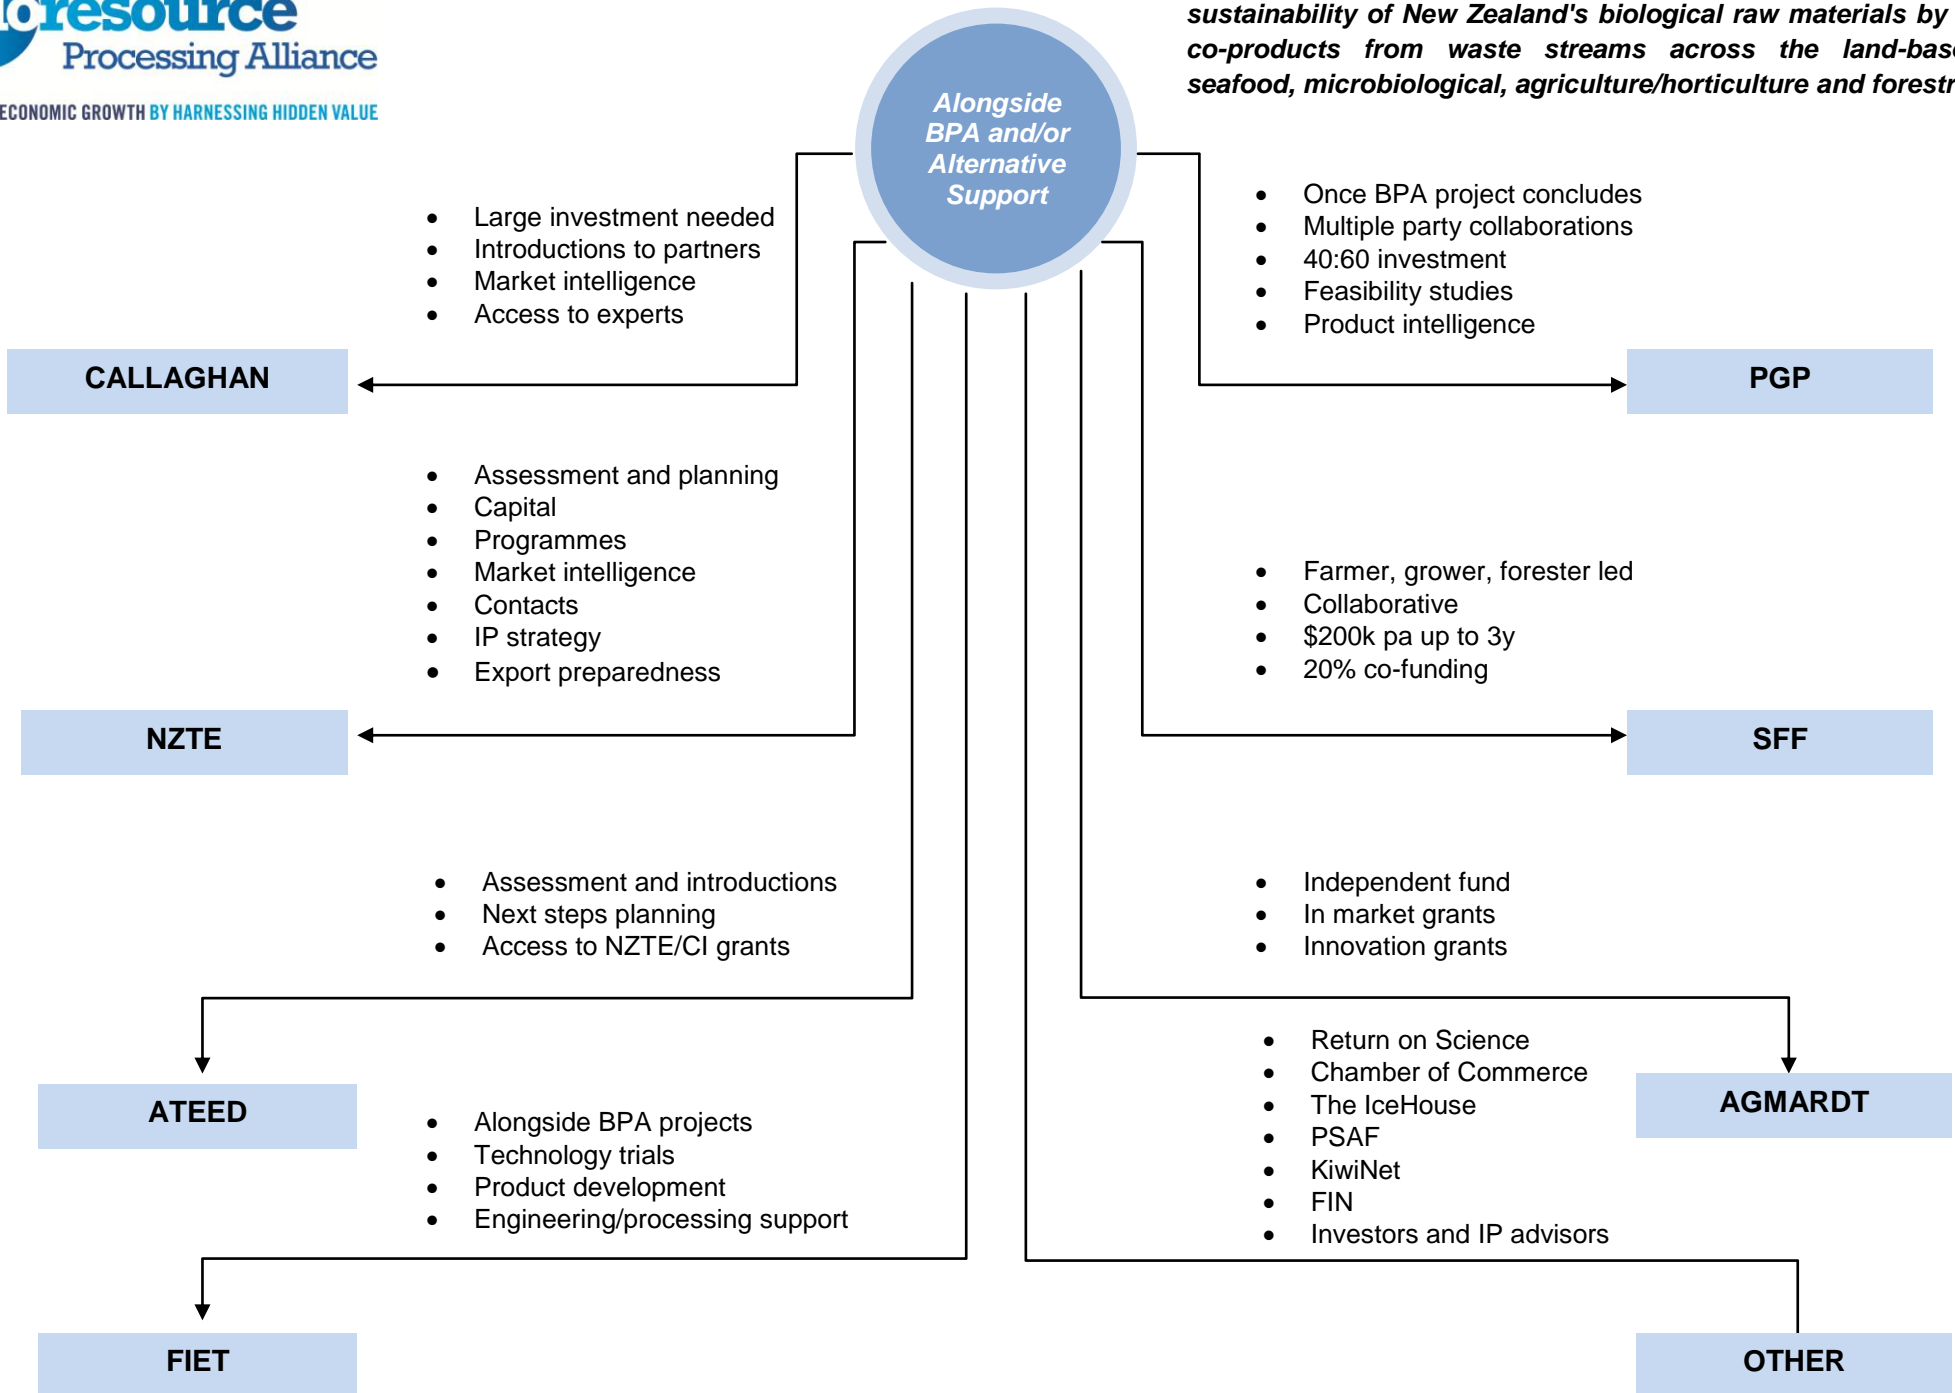 Processing Alliance
ECONOMIC GROWTH BY HARNESSING HIDDEN VALUE
sustainability of New Zealand's biological raw materials by
co-products from waste streams across the
seafood, microbiological, agriculture/horticulture and
Alongside
BPA and/or
Alternative
Support
• Large investment needed
• Introductions to partners
• Market intelligence
• Access to experts
CALLAGHAN
• Once BPA project concludes
• Multiple party collaborations
• 40:60 investment
• Feasibility studies
• Product intelligence
PGP
• Assessment and planning
• Capital
• Programmes
• Market intelligence
• Contacts
• IP strategy
• Export preparedness
NZTE
• Farmer, grower, forester led
• Collaborative
• $200k pa up to 3y
• 20% co-funding
SFF
• Assessment and introductions
• Next steps planning
• Access to NZTE/CI grants
ATEED
• Independent fund
• In market grants
• Innovation grants
AGMARDT
• Alongside BPA projects
• Technology trials
• Product development
• Engineering/processing support
FIET
• Return on Science
• Chamber of Commerce
• The IceHouse
• PSAF
• KiwiNet
• FIN
• Investors and IP advisors
OTHER